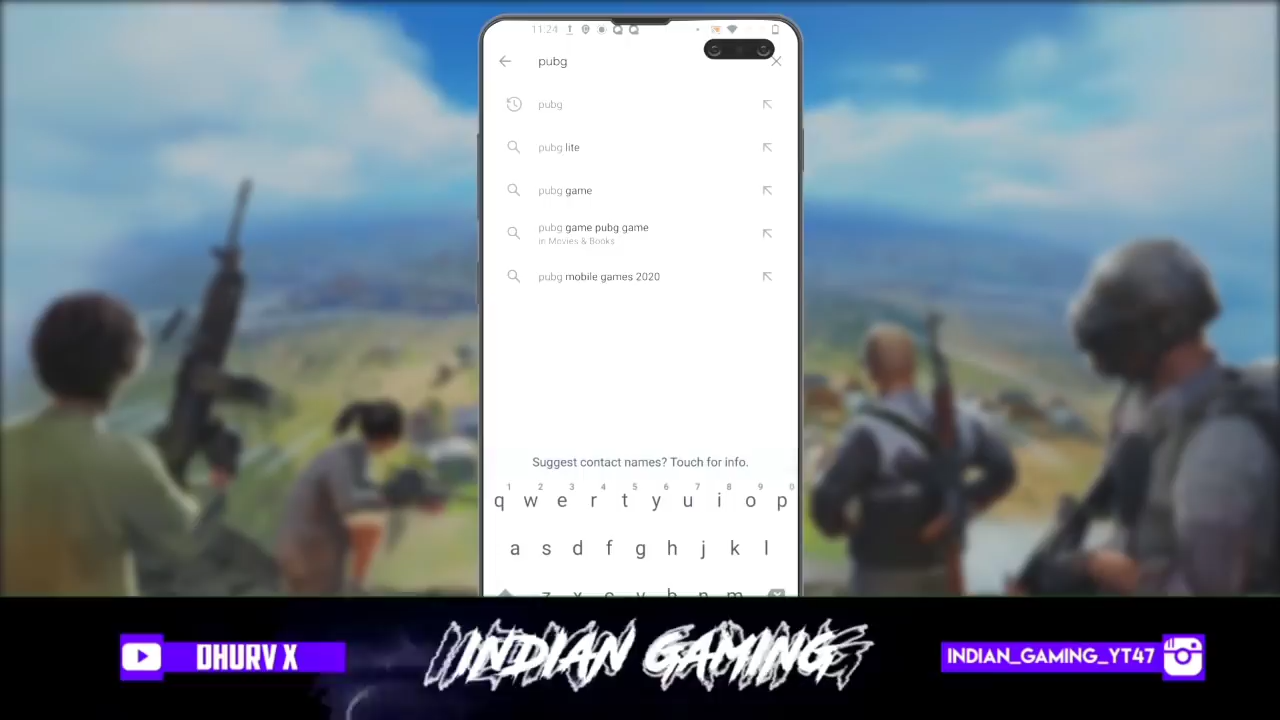 11:24
pubg
pubg
pubg lite
pubg game
pubg game pubg game
in Movies & Books
pubg mobile games 2020
Suggest contact names? Touch for info.
1 2 3 4 5 6 7 8 9 0
q w e r t y u i o p
a s d f g h j k l
z x c v b n m
DHURV X
INDIAN GAMING
INDIAN_GAMING_YT47